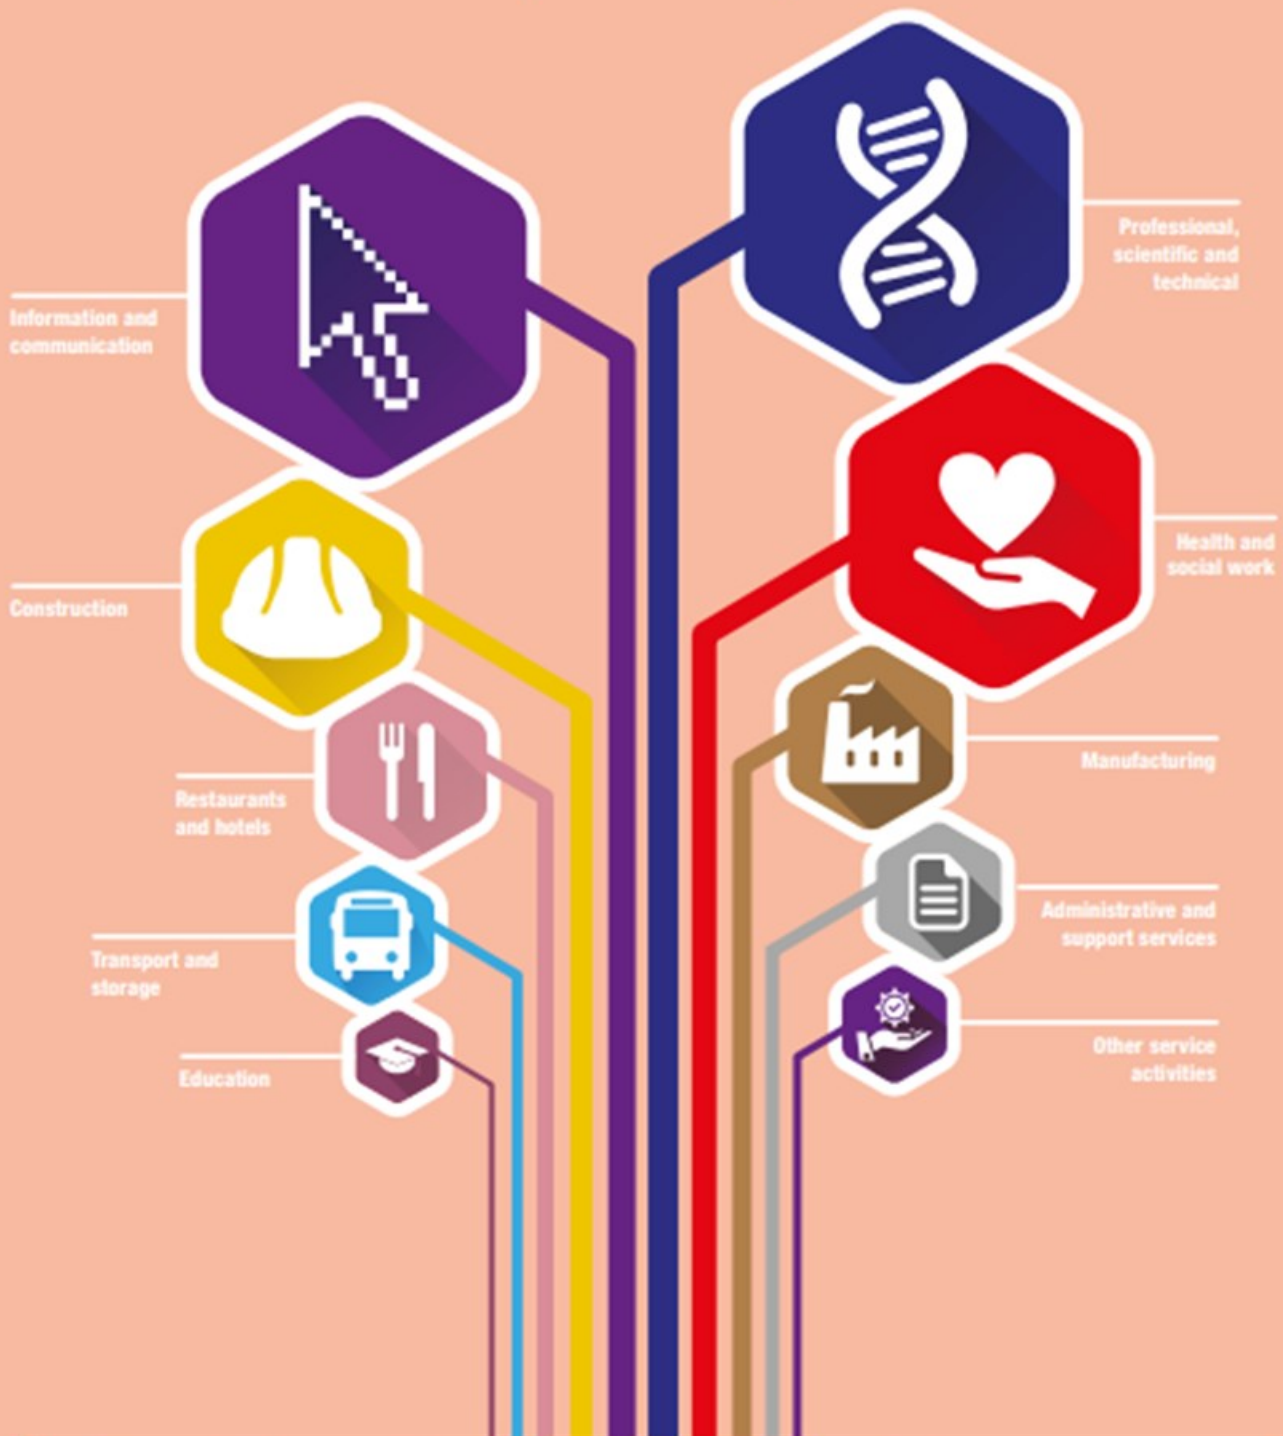 Professional,
scientific and
technical
Information and
communication
Health and
social work
Construction
Manufacturing
Restaurants
and hotels
Administrative and
support services
Transport and
storage
Other service
activities
Education